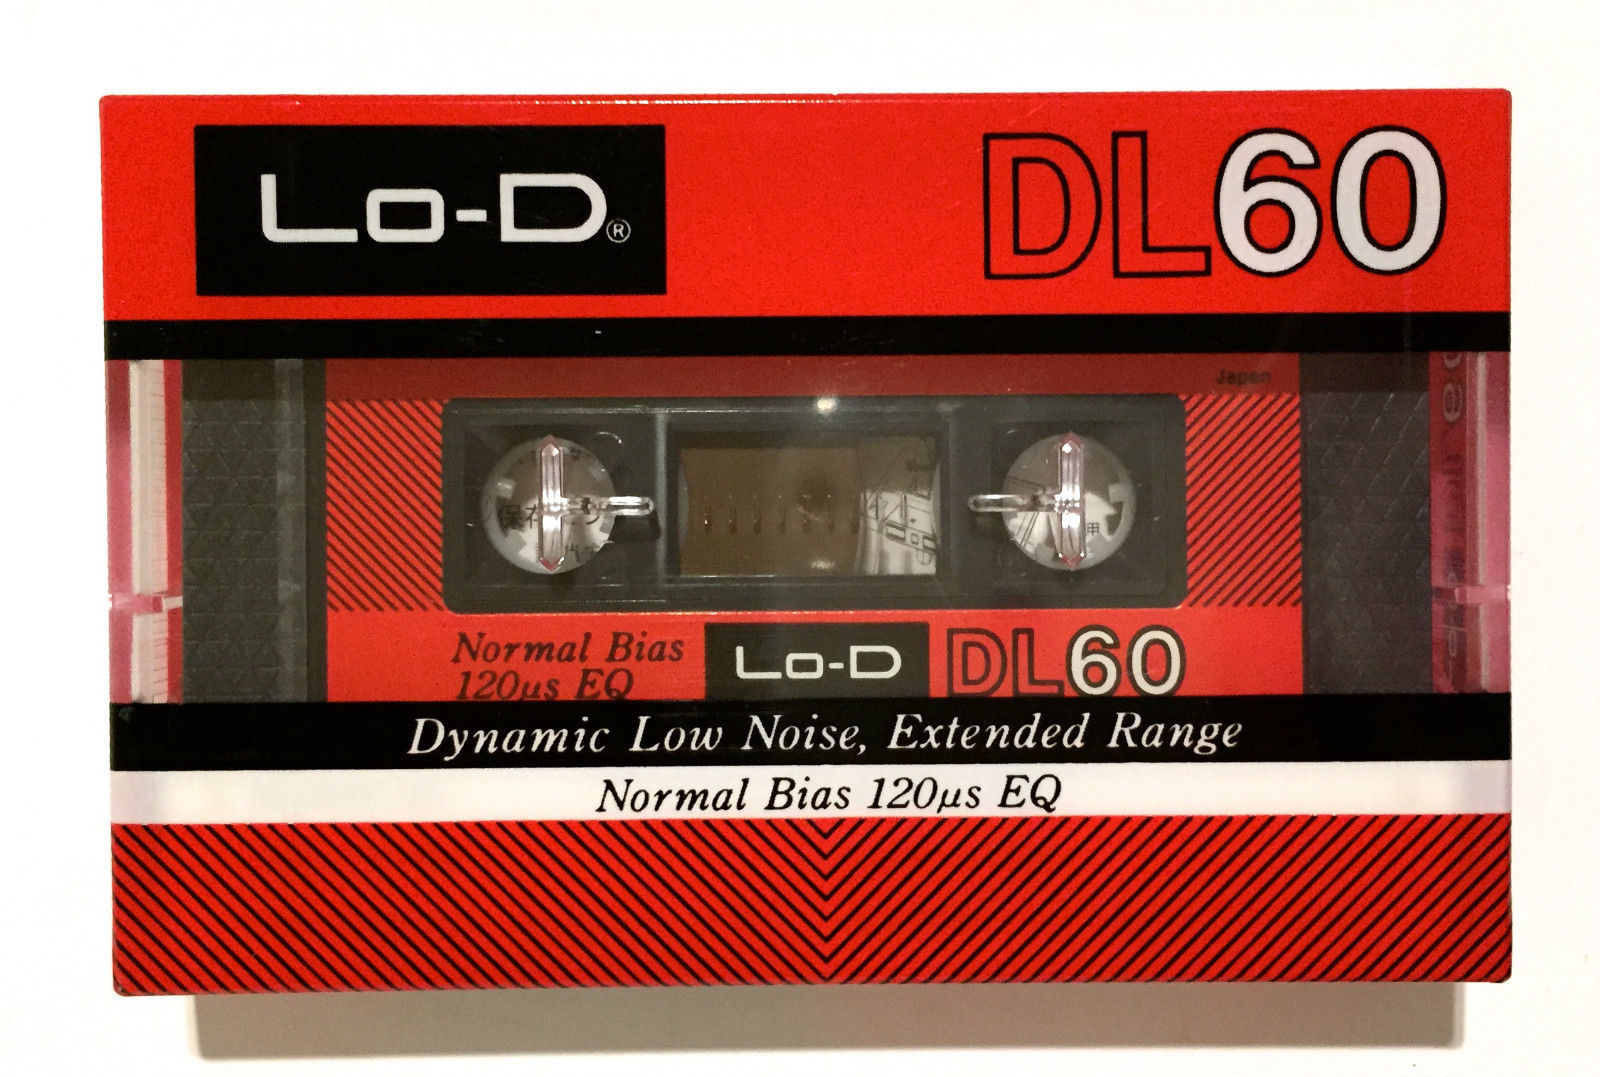 Lo-D®
DL60
Japan
Normal Bias
120µs EQ
Lo-D
DL60
Dynamic Low Noise, Extended Range
Normal Bias 120µs EQ